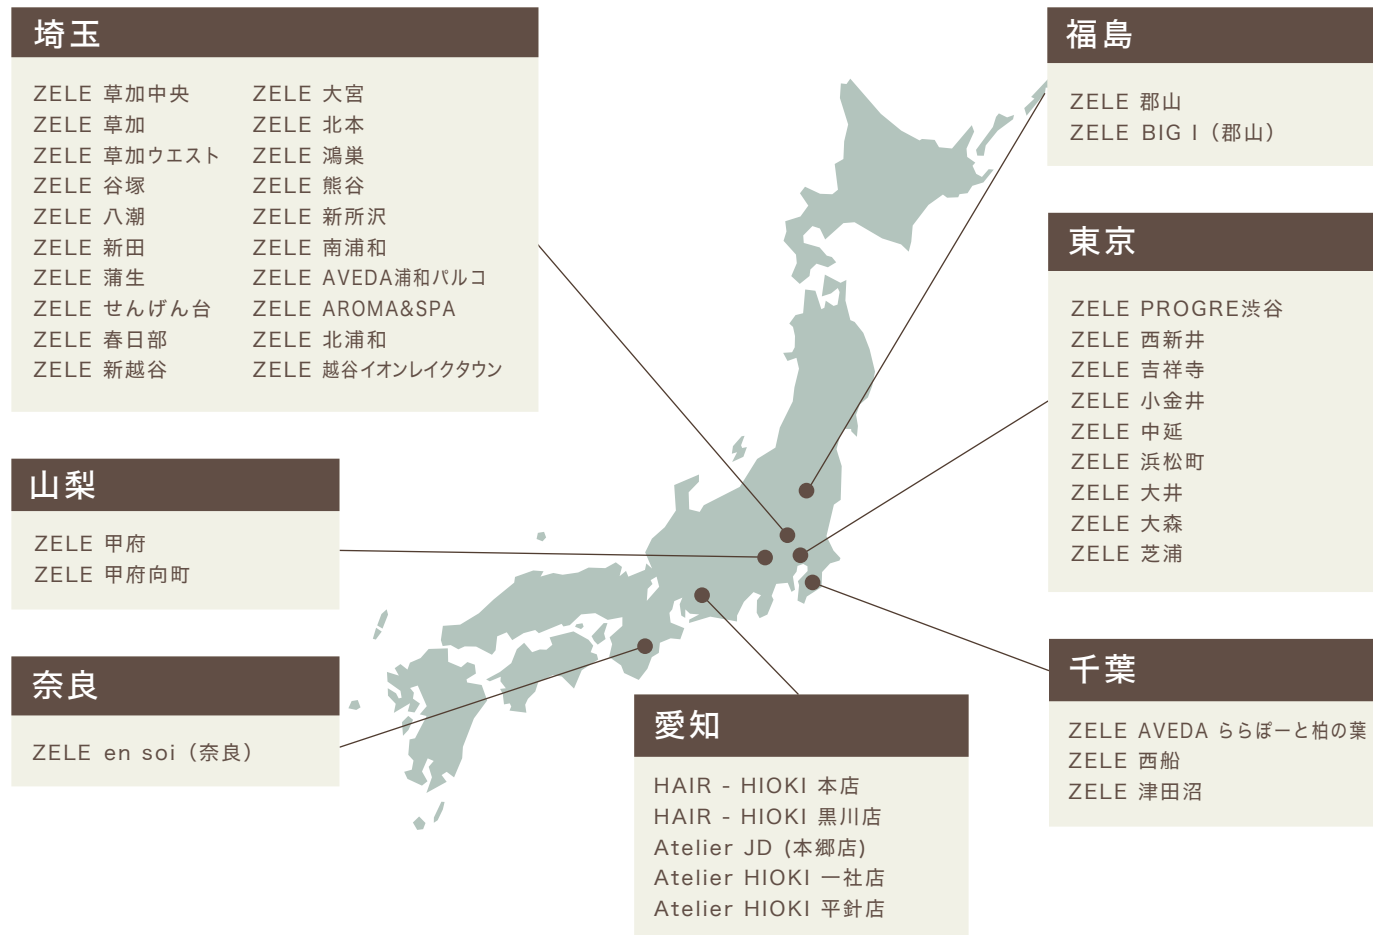 埼玉
ZELE 草加中央
ZELE 草加
ZELE 草加ウエスト
ZELE 谷塚
ZELE 八潮
ZELE 新田
ZELE 蒲生
ZELE せんげん台
ZELE 春日部
ZELE 新越谷
ZELE 大宮
ZELE 北本
ZELE 鴻巣
ZELE 熊谷
ZELE 新所沢
ZELE 南浦和
ZELE AVEDA浦和パルコ
ZELE AROMA&SPA
ZELE 北浦和
ZELE 越谷イオンレイクタウン
福島
ZELE 郡山
ZELE BIG I（郡山）
東京
ZELE PROGRE渋谷
ZELE 西新井
ZELE 吉祥寺
ZELE 小金井
ZELE 中延
ZELE 浜松町
ZELE 大井
ZELE 大森
ZELE 芝浦
山梨
ZELE 甲府
ZELE 甲府向町
奈良
ZELE en soi（奈良）
愛知
HAIR - HIOKI 本店
HAIR - HIOKI 黒川店
Atelier JD (本郷店)
Atelier HIOKI 一社店
Atelier HIOKI 平針店
千葉
ZELE AVEDA ららぽーと柏の葉
ZELE 西船
ZELE 津田沼